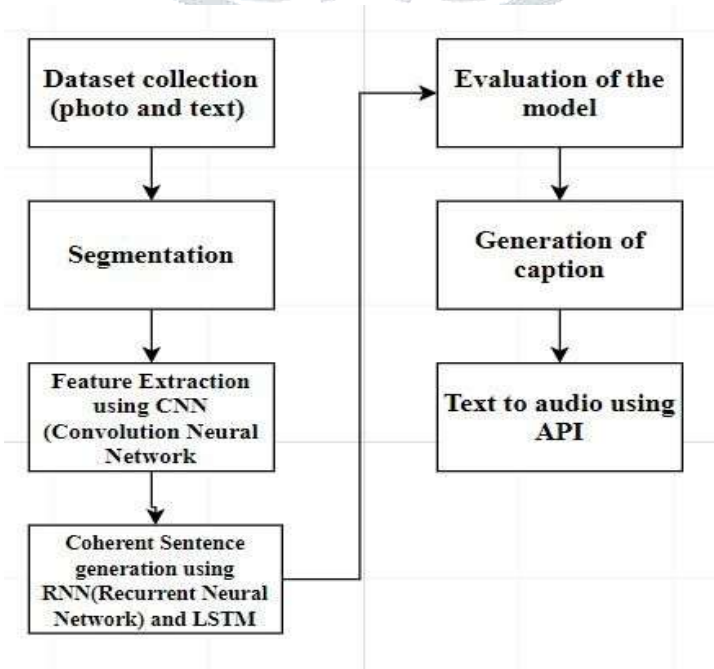 Dataset collection
(photo and text)
Segmentation
Feature Extraction
using CNN
(Convolution Neural
Network
Coherent Sentence
generation using
RNN(Recurrent Neural
Network) and LSTM
Evaluation of the
model
Generation of
caption
Text to audio using
API